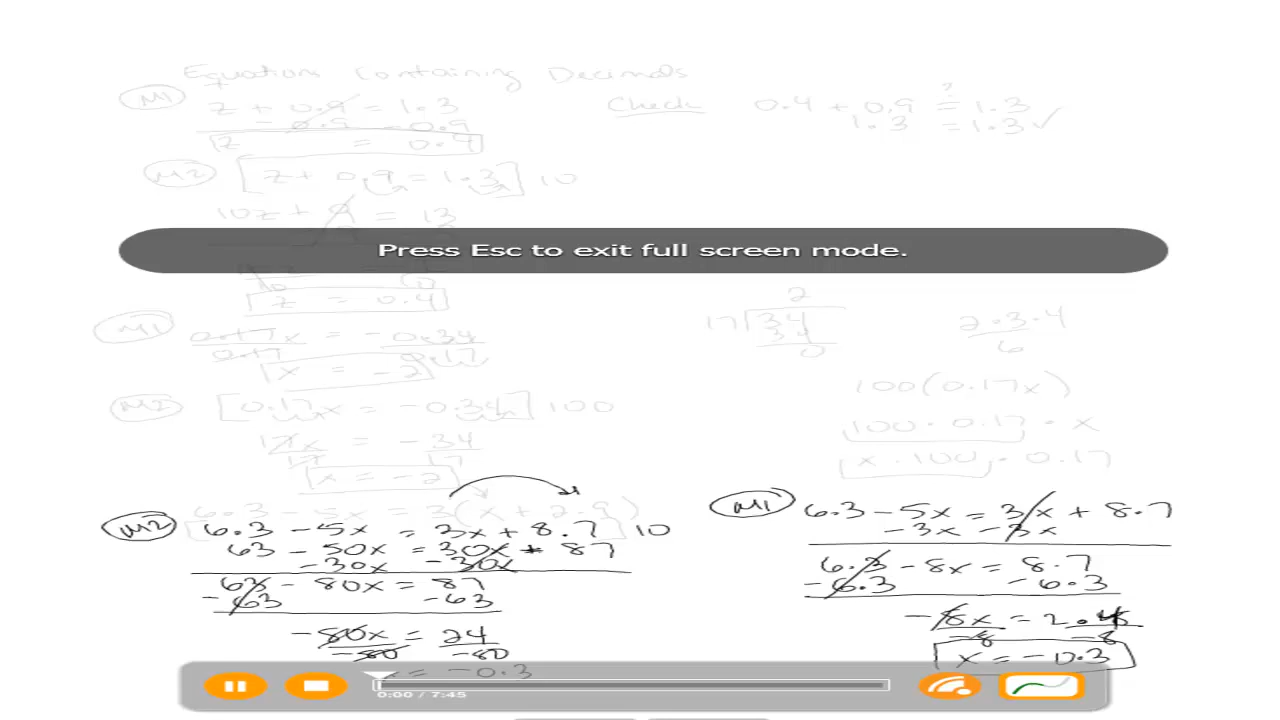 Equations Containing Decimals
M1 z + 0.9 = 1.3 Check 0.4 + 0.9 ?= 1.3
- 0.9 - 0.9 1.3 = 1.3 ✓
z = 0.4
M2 [z + 0.9 = 1.3] 10
10z + 9 = 13
Press Esc to exit full screen mode.
10
z = 0.4
M1 0.17x = -0.34
0.17 0.17
x = -2
2
17 34
34
0
2·3·4
6
M2 [0.17x = -0.34] 100
17x = -34
17 17
x = -2
100(0.17x)
100 · 0.17 · x
x · 100 · 0.17
6.3 - 5x = 3(x + 2.9)
M2 [6.3 - 5x = 3x + 8.7] 10
63 - 50x = 30x + 87
- 30x - 30x
63 - 80x = 87
- 63 - 63
-80x = 24
-80 -80
x = -0.3
M1 6.3 - 5x = 3x + 8.7
- 3x - 3x
6.3 - 8x = 8.7
- 6.3 - 6.3
-8x = 2.4
-8 -8
x = -0.3
0:00 / 7:45